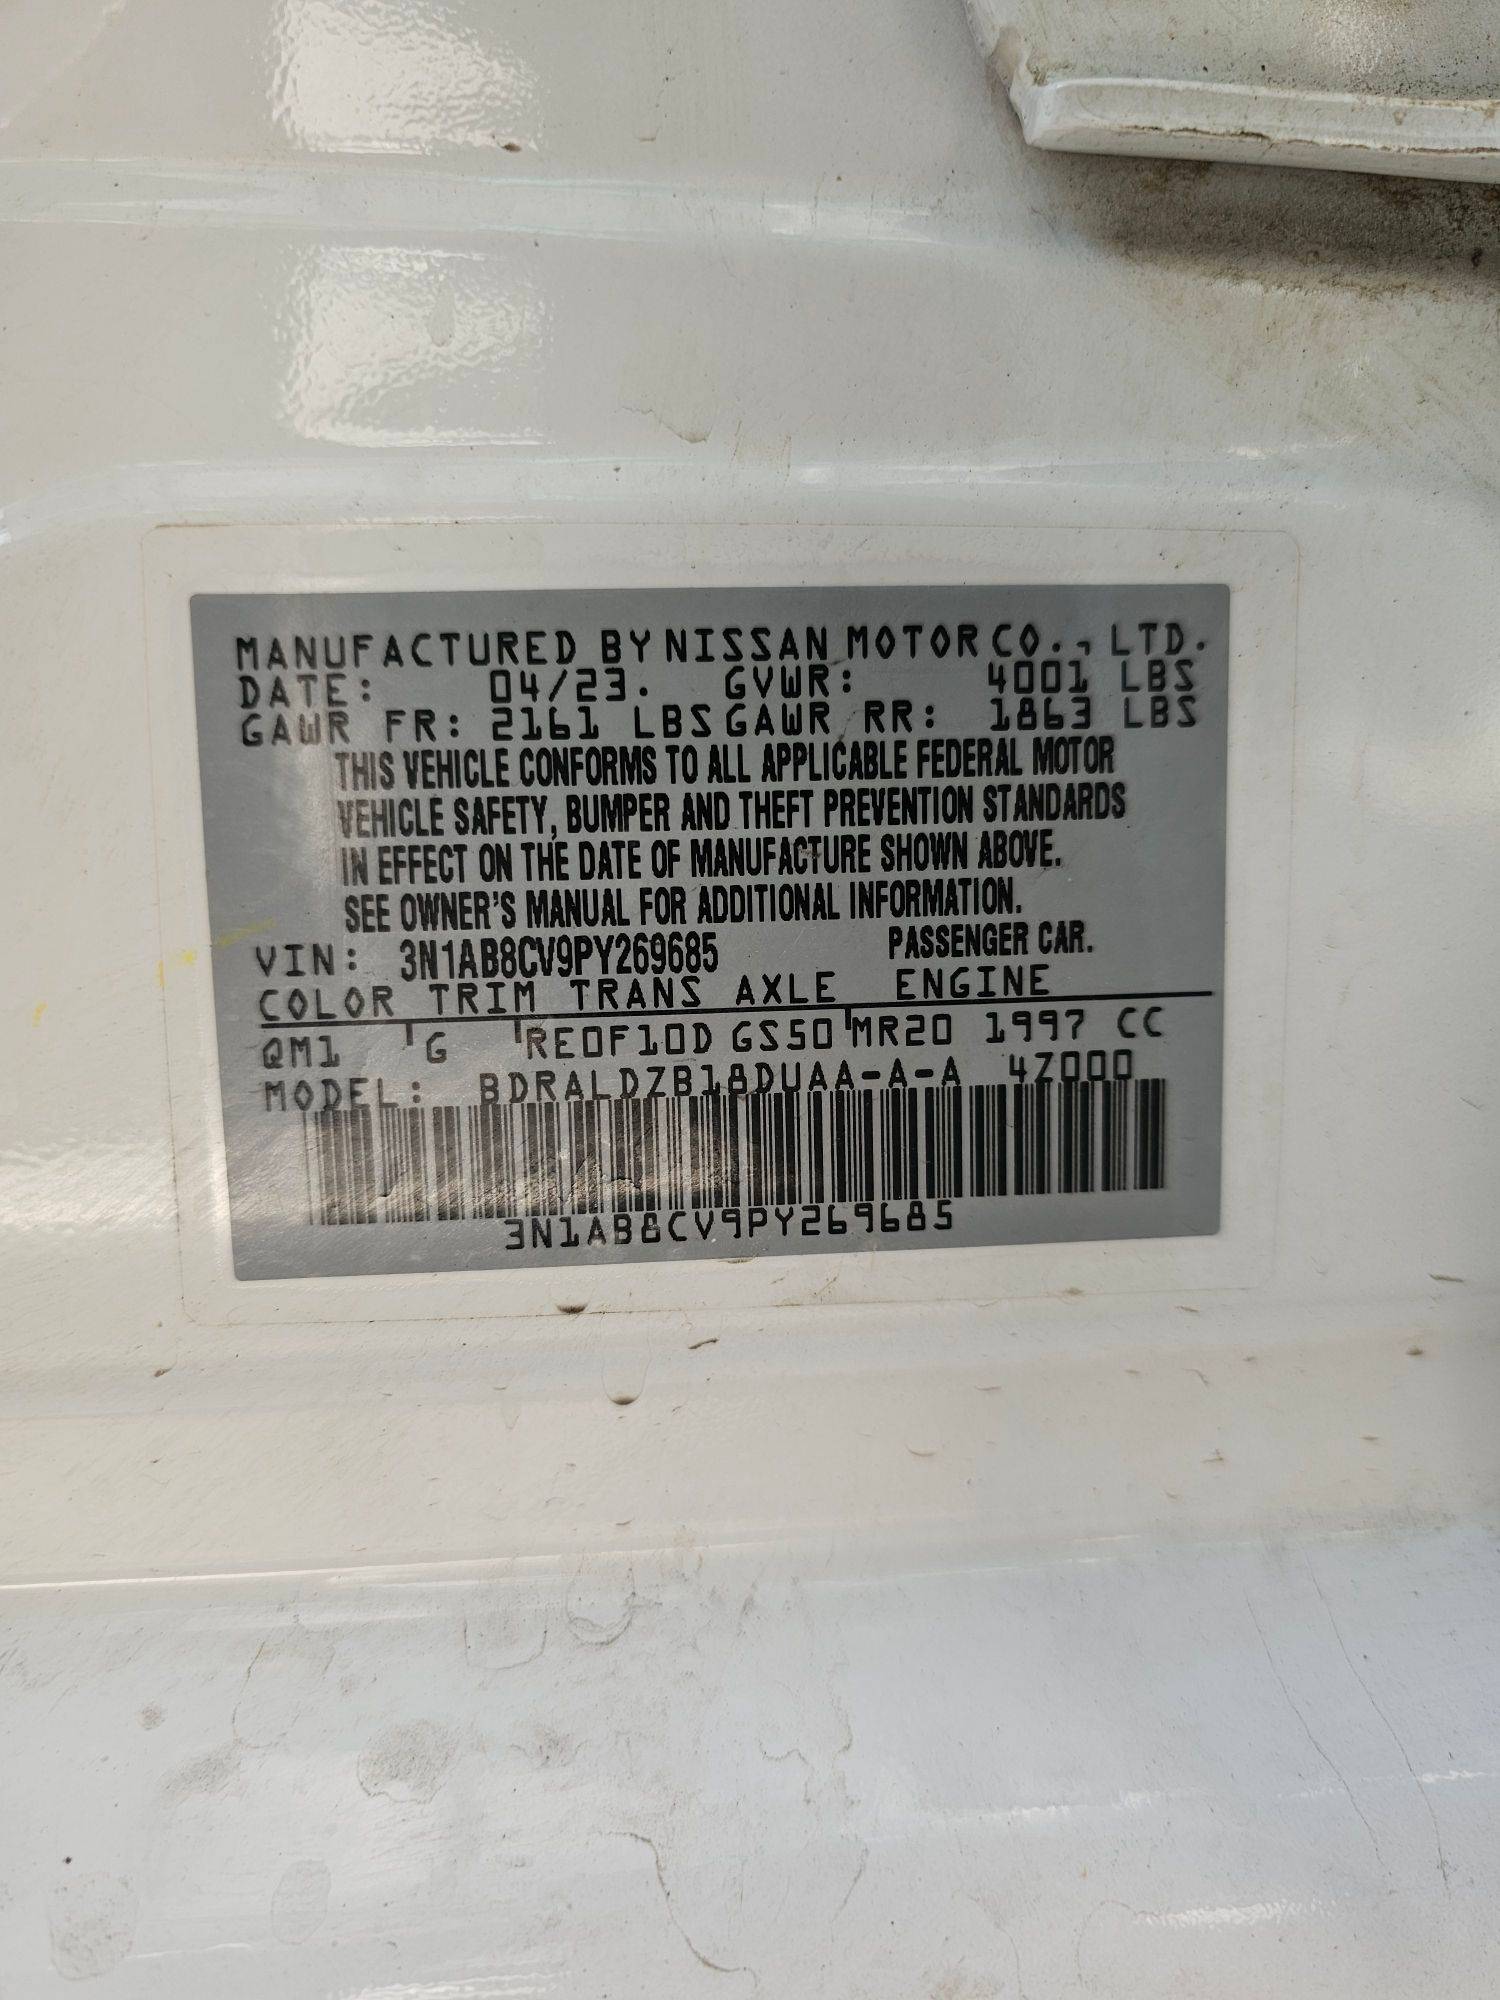 MANUFACTURED BY NISSAN MOTOR CO., LTD.
DATE: 04/23. GVWR: 4001 LBS
GAWR FR: 2161 LBS GAWR RR: 1863 LBS
THIS VEHICLE CONFORMS TO ALL APPLICABLE FEDERAL MOTOR
VEHICLE SAFETY, BUMPER AND THEFT PREVENTION STANDARDS
IN EFFECT ON THE DATE OF MANUFACTURE SHOWN ABOVE.
SEE OWNER'S MANUAL FOR ADDITIONAL INFORMATION.
VIN: 3N1AB8CV9PY269685 PASSENGER CAR.
COLOR TRIM TRANS AXLE ENGINE
QM1 G RE0F10D GS50 MR20 1997 CC
MODEL: BDRALDZB18DUAA-A-A 4Z000
3N1AB8CV9PY269685